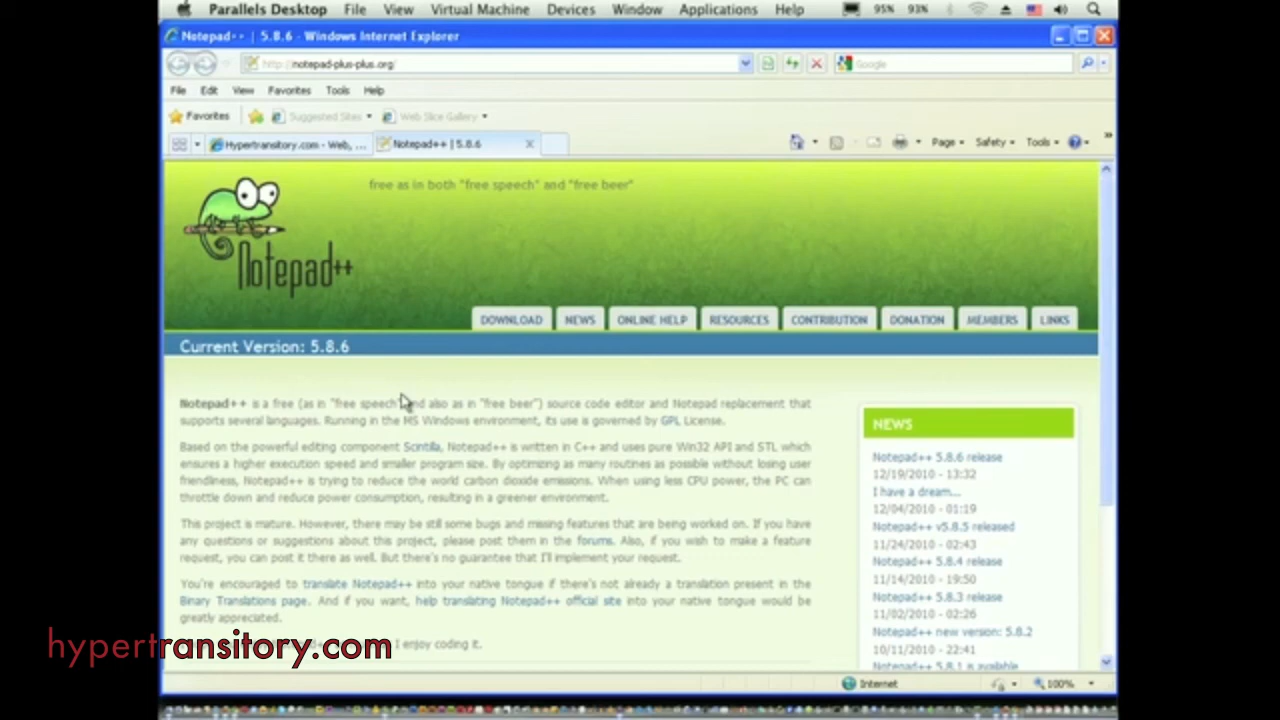 Parallels Desktop File View Virtual Machine Devices Window Applications Help 95% 93%
Notepad++ | 5.8.6 - Windows Internet Explorer
http://notepad-plus-plus.org/ Google
File Edit View Favorites Tools Help
Favorites Suggested Sites Web Slice Gallery
Hypertransitory.com - Web, ... Notepad++ | 5.8.6 Page Safety Tools
free as in both "free speech" and "free beer"
Notepad++
DOWNLOAD NEWS ONLINE HELP RESOURCES CONTRIBUTION DONATION MEMBERS LINKS
Current Version: 5.8.6
Notepad++ is a free (as in "free speech" and also as in "free beer") source code editor and Notepad replacement that
supports several languages. Running in the MS Windows environment, its use is governed by GPL License.
Based on the powerful editing component Scintilla, Notepad++ is written in C++ and uses pure Win32 API and STL which
ensures a higher execution speed and smaller program size. By optimizing as many routines as possible without losing user
friendliness, Notepad++ is trying to reduce the world carbon dioxide emissions. When using less CPU power, the PC can
throttle down and reduce power consumption, resulting in a greener environment.
This project is mature. However, there may be still some bugs and missing features that are being worked on. If you have
any questions or suggestions about this project, please post them in the forums. Also, if you wish to make a feature
request, you can post it there as well. But there's no guarantee that I'll implement your request.
You're encouraged to translate Notepad++ into your native tongue if there's not already a translation present in the
Binary Translations page. And if you want, help translating Notepad++ official site into your native tongue would be
greatly appreciated.
I enjoy coding it.
NEWS
Notepad++ 5.8.6 release
12/19/2010 - 13:32
I have a dream...
12/04/2010 - 01:19
Notepad++ v5.8.5 released
11/24/2010 - 02:43
Notepad++ 5.8.4 release
11/14/2010 - 19:50
Notepad++ 5.8.3 release
11/02/2010 - 02:26
Notepad++ new version: 5.8.2
10/11/2010 - 22:41
Notepad++ 5.8.1 is available
hypertransitory.com
Internet 100%